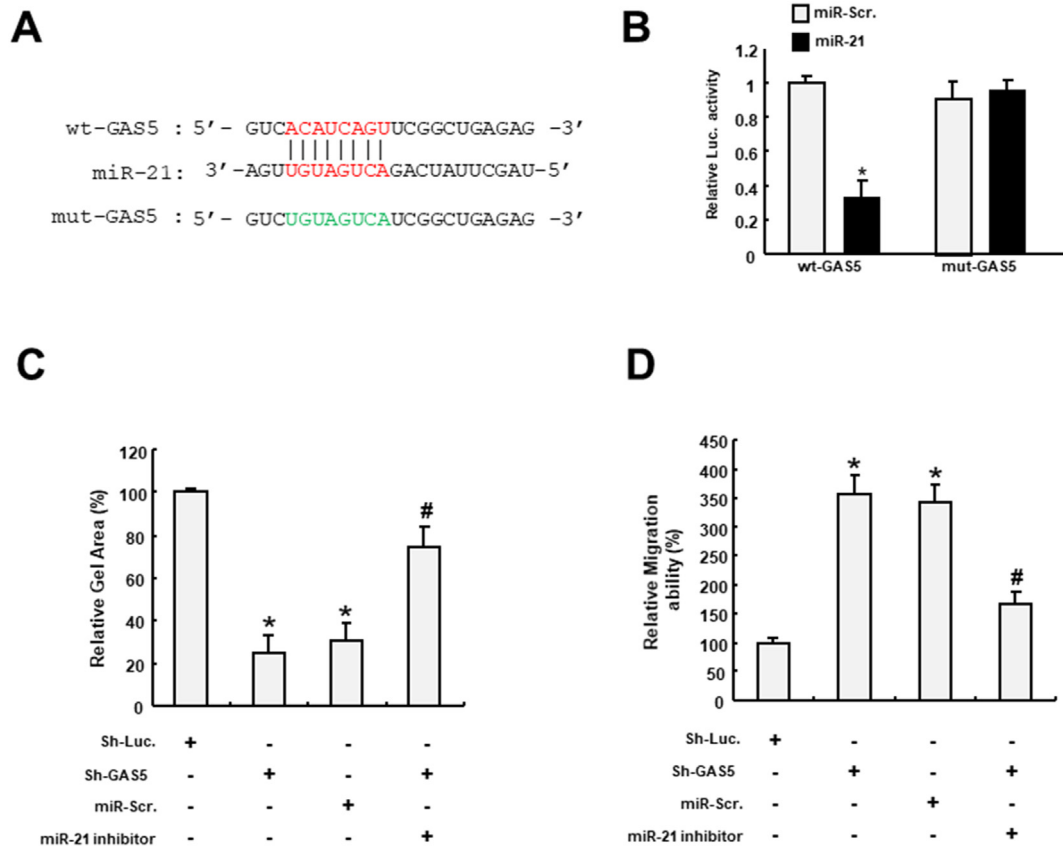 A
wt-GAS5 : 5’- GUCACAUCAGUUCGGCUGAGAG -3’
miR-21: 3’-AGUUGUAGUCAGACUAUUCGAU-5’
mut-GAS5 : 5’- GUCUGUAGUCAUCGGCUGAGAG -3’
B
miR-Scr.
miR-21
Relative Luc. activity
1.2
1
0.8
0.6
0.4
0.2
0
*
wt-GAS5 mut-GAS5
C
Relative Gel Area (%)
120
100
80
60
40
20
0
* * #
Sh-Luc. + - - -
Sh-GAS5 - + - +
miR-Scr. - - + -
miR-21 inhibitor - - - +
D
Relative Migration
ability (%)
450
400
350
300
250
200
150
100
50
0
* * #
Sh-Luc. + - - -
Sh-GAS5 - + - +
miR-Scr. - - + -
miR-21 inhibitor - - - +